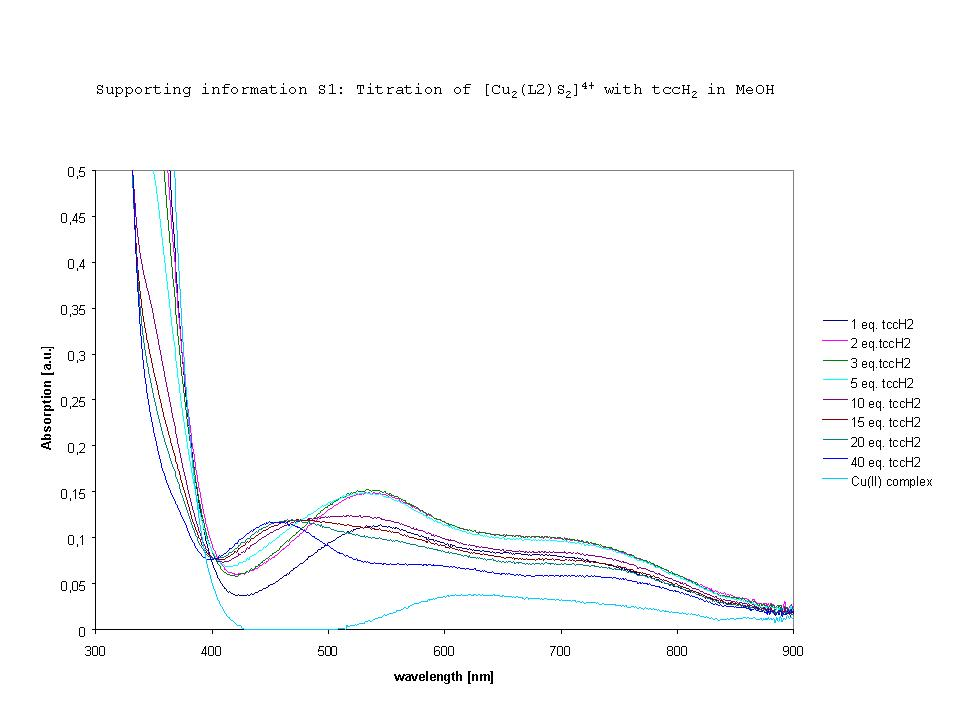 Supporting information S1: Titration of [Cu₂(L2)S₂]⁴⁺ with tccH₂ in MeOH
0,5
0,45
0,4
0,35
0,3
0,25
0,2
0,15
0,1
0,05
0
Absorption [a.u.]
300 400 500 600 700 800 900
wavelength [nm]
1 eq. tccH2
2 eq.tccH2
3 eq.tccH2
5 eq. tccH2
10 eq. tccH2
15 eq. tccH2
20 eq. tccH2
40 eq. tccH2
Cu(II) complex